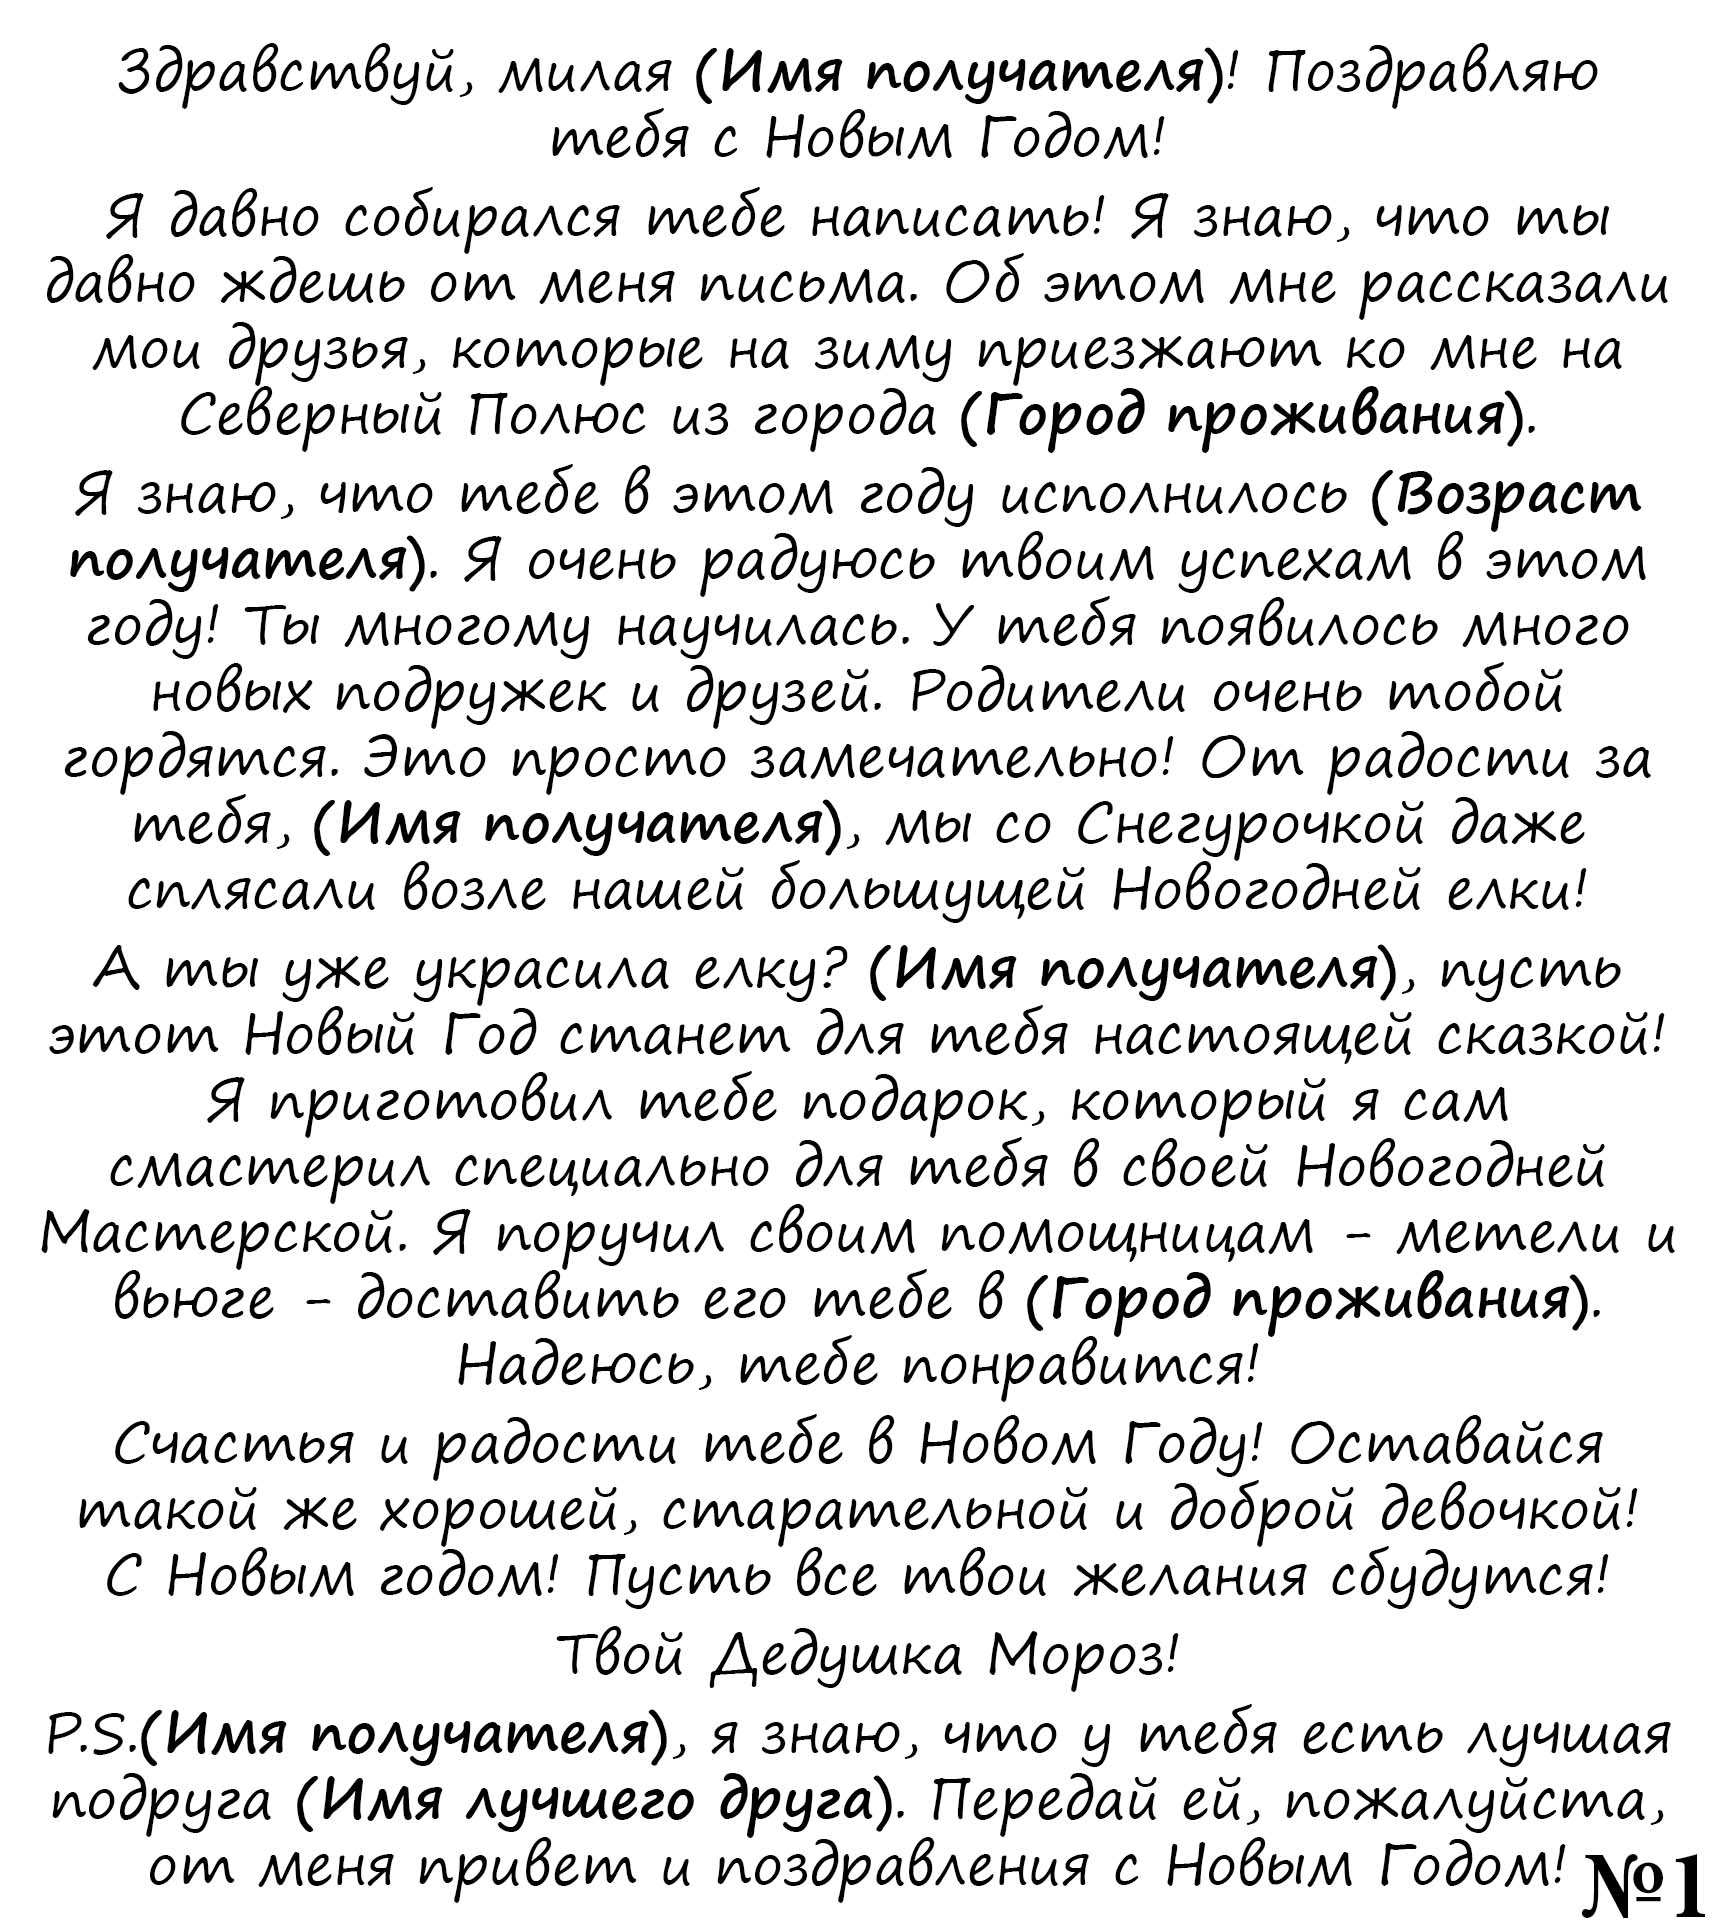 Здравствуй, милая (Имя получателя)! Поздравляю
тебя с Новым Годом!
Я давно собирался тебе написать! Я знаю, что ты
давно ждешь от меня письма. Об этом мне рассказали
мои друзья, которые на зиму приезжают ко мне на
Северный Полюс из города (Город проживания).
Я знаю, что тебе в этом году исполнилось (Возраст
получателя). Я очень радуюсь твоим успехам в этом
году! Ты многому научилась. У тебя появилось много
новых подружек и друзей. Родители очень тобой
гордятся. Это просто замечательно! От радости за
тебя, (Имя получателя), мы со Снегурочкой даже
сплясали возле нашей большущей Новогодней елки!
А ты уже украсила елку? (Имя получателя), пусть
этот Новый Год станет для тебя настоящей сказкой!
Я приготовил тебе подарок, который я сам
смастерил специально для тебя в своей Новогодней
Мастерской. Я поручил своим помощницам - метели и
вьюге - доставить его тебе в (Город проживания).
Надеюсь, тебе понравится!
Счастья и радости тебе в Новом Году! Оставайся
такой же хорошей, старательной и доброй девочкой!
С Новым годом! Пусть все твои желания сбудутся!
Твой Дедушка Мороз!
P.S.(Имя получателя), я знаю, что у тебя есть лучшая
подруга (Имя лучшего друга). Передай ей, пожалуйста,
от меня привет и поздравления с Новым Годом! №1